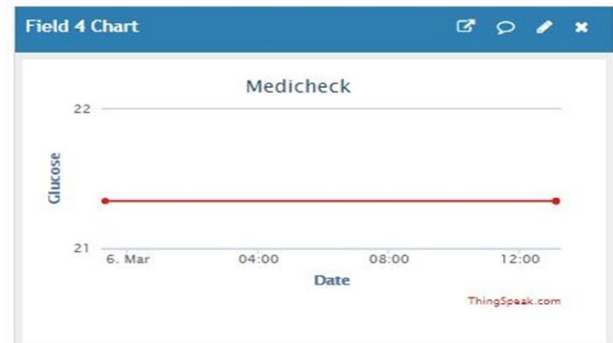 Field 4 Chart
Medicheck
22
Glucose
21
6. Mar 04:00 08:00 12:00
Date
ThingSpeak.com